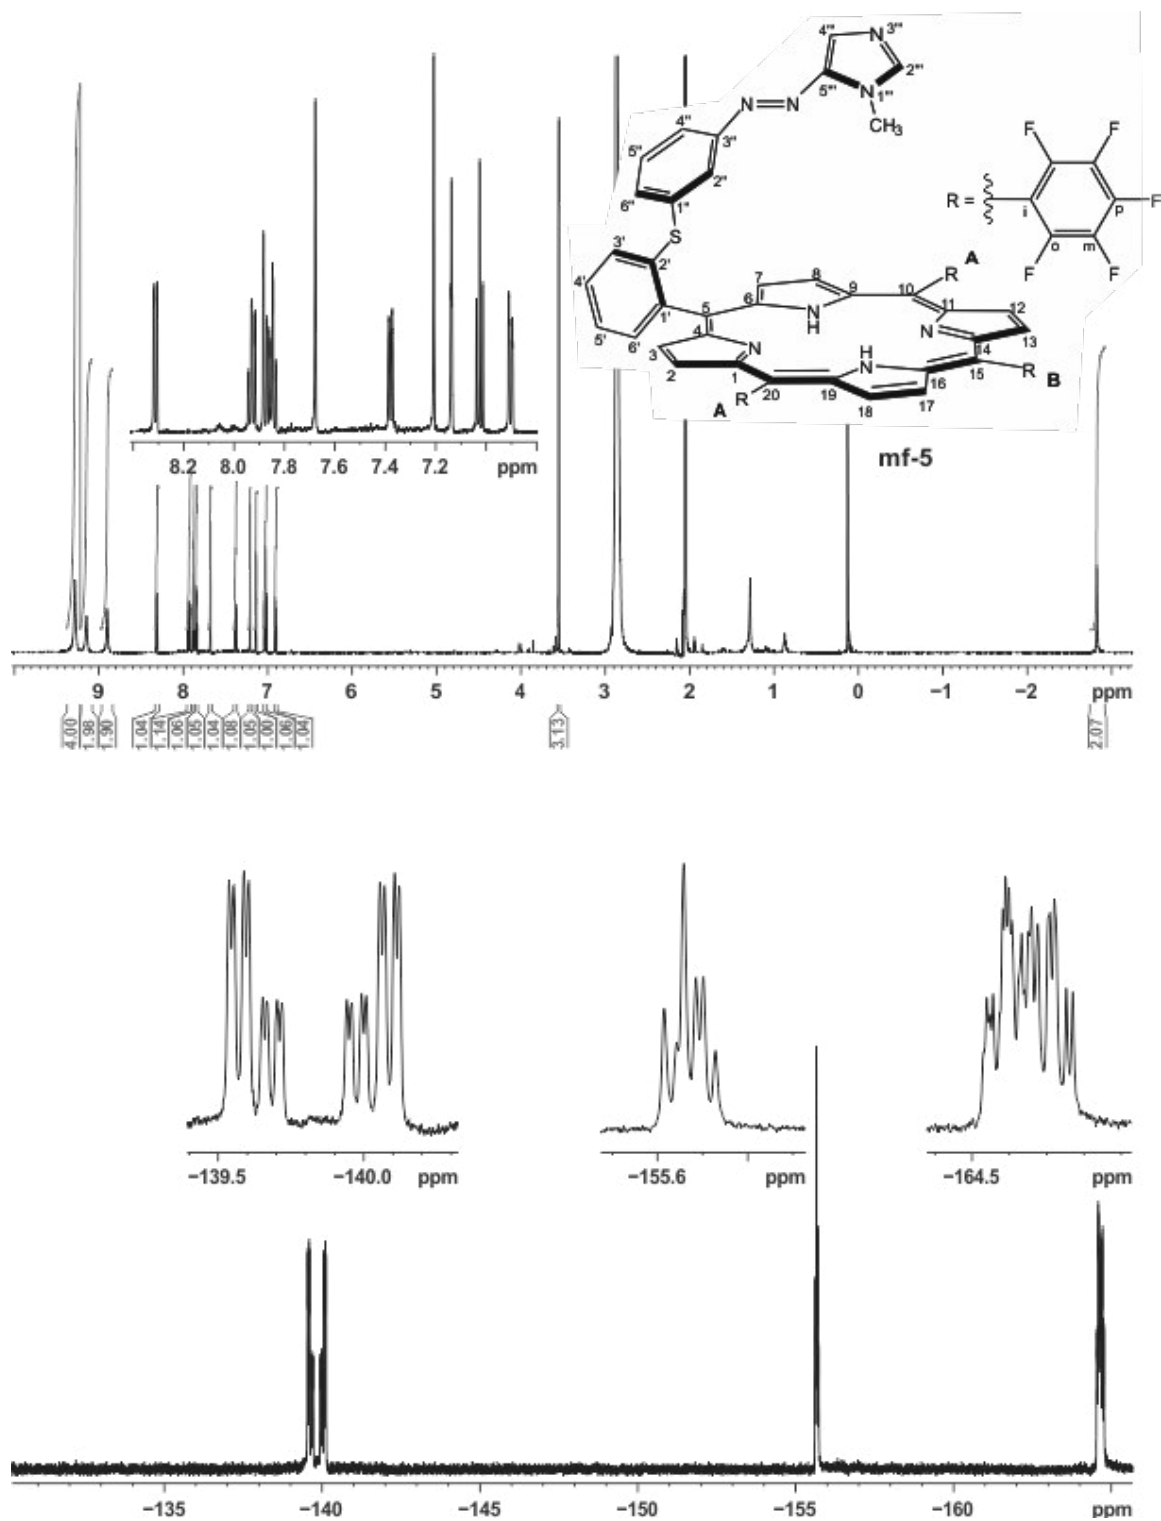 4''' N 3'''
2'''
5''' N 1'''
N=N
CH3
4''
3''
5''
2''
6''
1''
S
3'
2'
4'
1'
5'
6'
F F
R = i p F
o m
F F
A
R
7 8 9 10
6 11 12
5 N
H
N 13
4 14
3 N H
N 15 R
B
2 1 16
R 20 19 17
A 18
mf-5
8.2 8.0 7.8 7.6 7.4 7.2 ppm
9 8 7 6 5 4 3 2 1 0 −1 −2 ppm
4.00 1.98 1.90 1.04 1.14 1.06 1.05 1.04 1.08 1.05 1.00 1.06 1.04 3.13 2.07
−139.5 −140.0 ppm −155.6 ppm −164.5 ppm
−135 −140 −145 −150 −155 −160 ppm